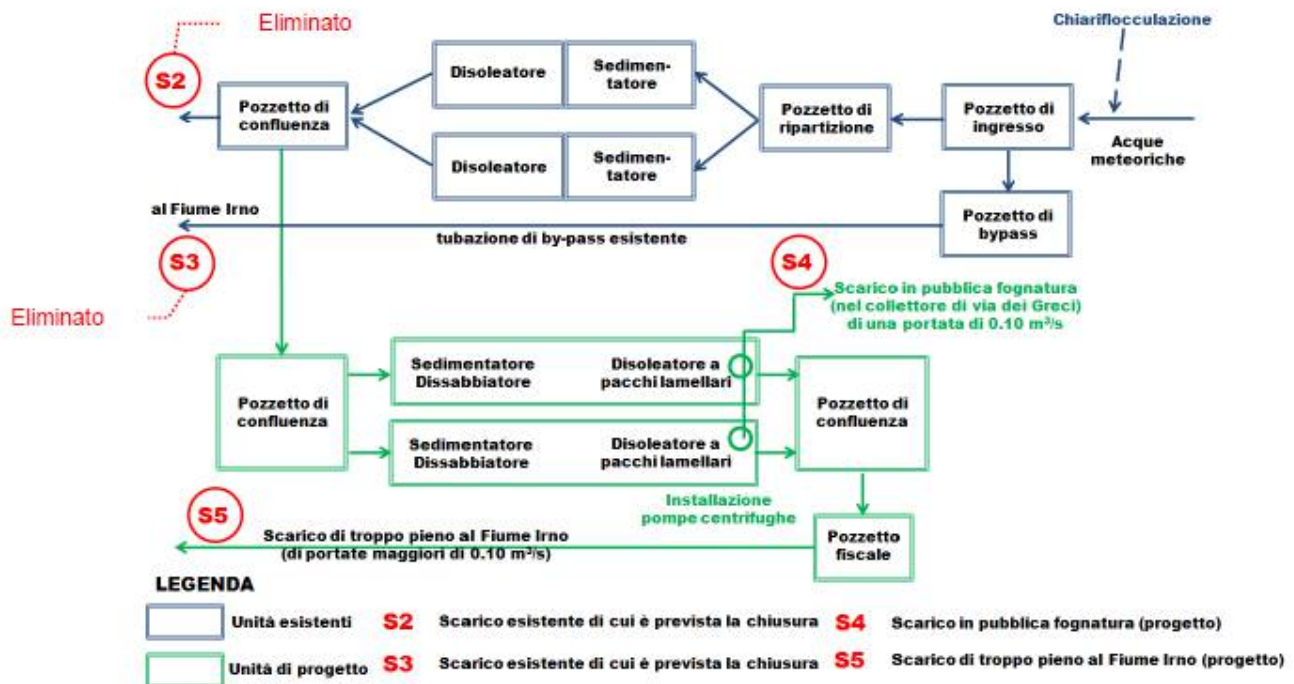 Eliminato
Chiariflocculazione
S2
Disoleatore
Sedimen-
tatore
Pozzetto di
confluenza
Pozzetto di
ripartizione
Pozzetto di
ingresso
Acque
meteoriche
Disoleatore
Sedimen-
tatore
al Fiume Irno
Pozzetto di
bypass
tubazione di by-pass esistente
S3
S4
Scarico in pubblica fognatura
(nel collettore di via dei Greci)
di una portata di 0.10 m³/s
Eliminato
Sedimentatore
Dissabbiatore
Disoleatore a
pacchi lamellari
Pozzetto di
confluenza
Pozzetto di
confluenza
Sedimentatore
Dissabbiatore
Disoleatore a
pacchi lamellari
Installazione
pompe centrifughe
S5
Scarico di troppo pieno al Fiume Irno
(di portate maggiori di 0.10 m³/s)
Pozzetto
fiscale
LEGENDA
Unità esistenti S2 Scarico esistente di cui è prevista la chiusura S4 Scarico in pubblica fognatura (progetto)
Unità di progetto S3 Scarico esistente di cui è prevista la chiusura S5 Scarico di troppo pieno al Fiume Irno (progetto)